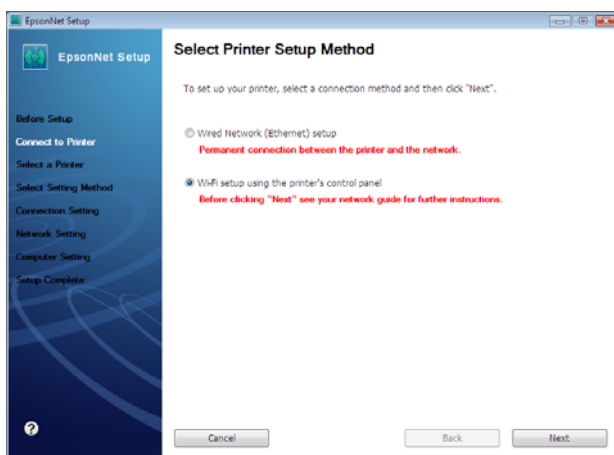 EpsonNet Setup
EpsonNet Setup
Select Printer Setup Method
To set up your printer, select a connection method and then click "Next".
Before Setup
Connect to Printer
Select a Printer
Select Setting Method
Connection Setting
Network Setting
Computer Setting
Setup Complete
Wired Network (Ethernet) setup
Permanent connection between the printer and the network.
Wi-Fi setup using the printer's control panel
Before clicking "Next" see your network guide for further instructions.
?
Cancel
Back
Next